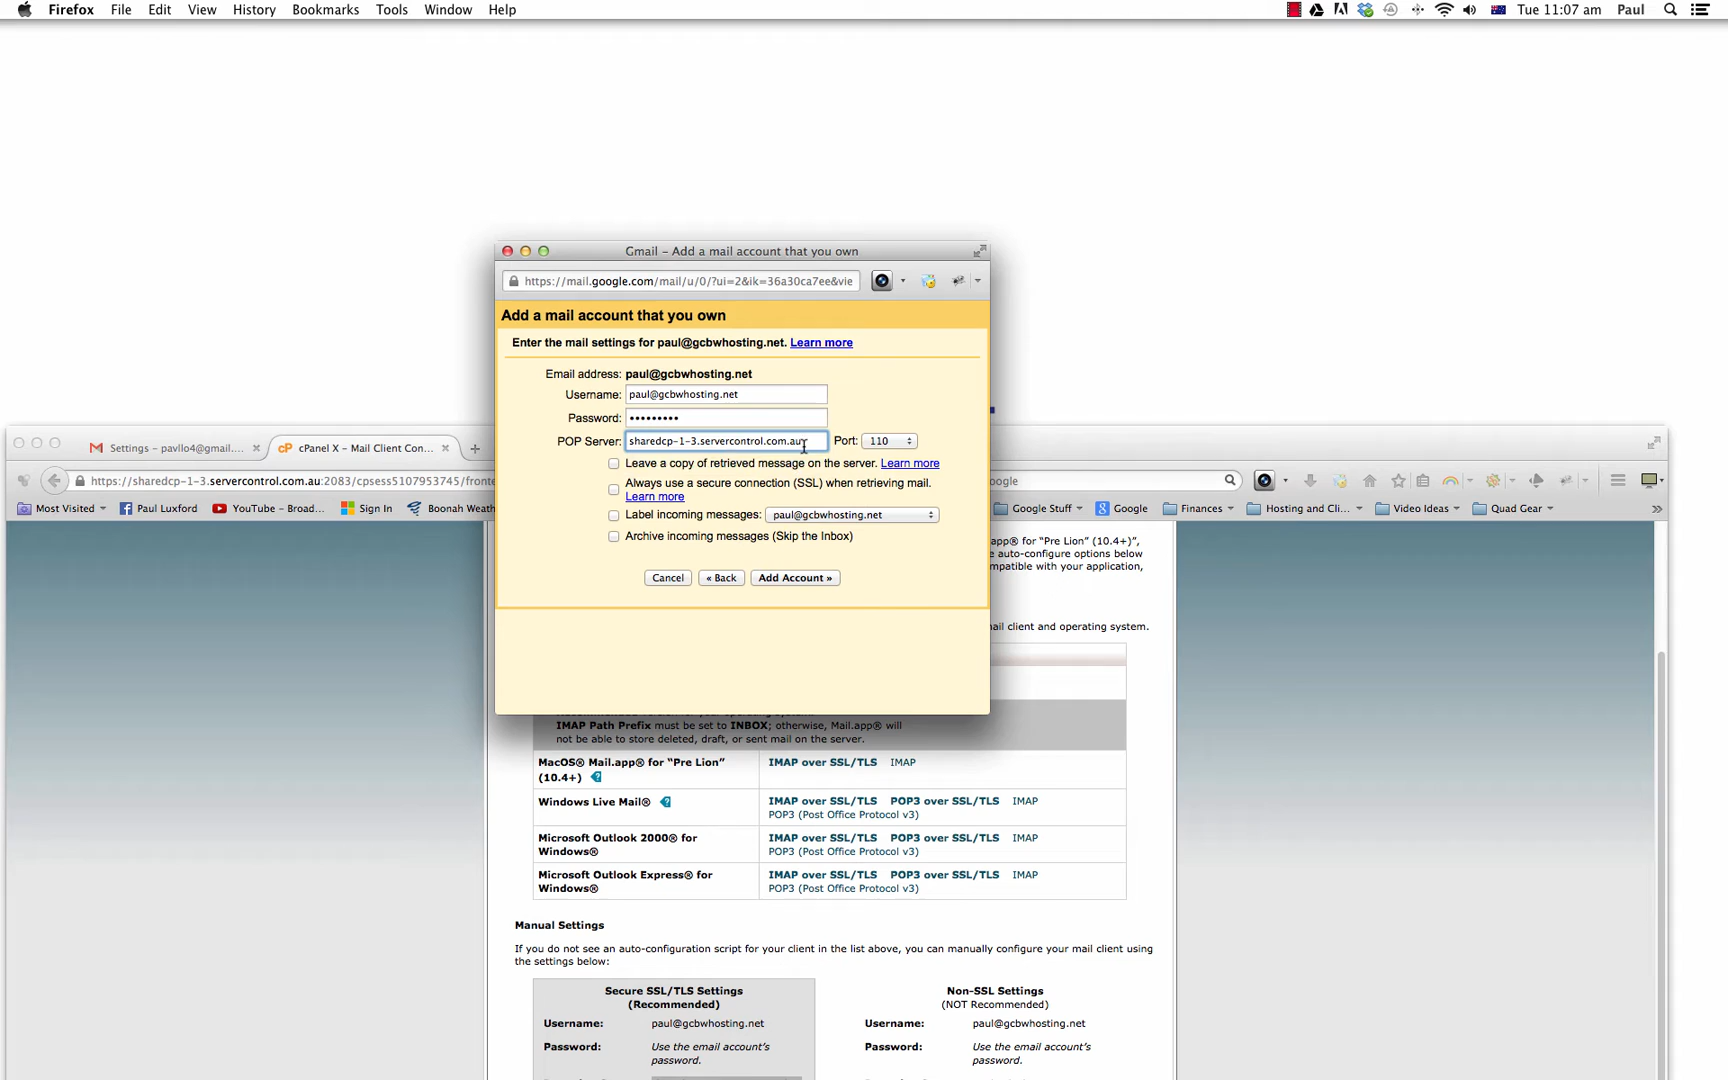 Firefox File Edit View History Bookmarks Tools Window Help Tue 11:07 am Paul
Gmail – Add a mail account that you own
https://mail.google.com/mail/u/0/?ui=2&ik=36a30ca7ee&vie
Add a mail account that you own
Enter the mail settings for paul@gcbwhosting.net. Learn more
Email address: paul@gcbwhosting.net
Username: paul@gcbwhosting.net
Password: •••••••••
POP Server: sharedcp-1-3.servercontrol.com.au Port: 110
Leave a copy of retrieved message on the server. Learn more
Always use a secure connection (SSL) when retrieving mail.
Learn more
Label incoming messages: paul@gcbwhosting.net
Archive incoming messages (Skip the Inbox)
Cancel « Back Add Account »
Settings – pavllo4@gmail.... cP cPanel X – Mail Client Con...
https://sharedcp-1-3.servercontrol.com.au:2083/cpsess5107953745/fronte oogle
Most Visited Paul Luxford YouTube – Broad... Sign In Boonah Weath Google Stuff Google Finances Hosting and Cli... Video Ideas Quad Gear
app® for “Pre Lion” (10.4+)”,
e auto-configure options below
mpatible with your application,
nail client and operating system.
IMAP Path Prefix must be set to INBOX; otherwise, Mail.app® will
not be able to store deleted, draft, or sent mail on the server.
MacOS® Mail.app® for “Pre Lion”
(10.4+)
IMAP over SSL/TLS IMAP
Windows Live Mail®
IMAP over SSL/TLS POP3 over SSL/TLS IMAP
POP3 (Post Office Protocol v3)
Microsoft Outlook 2000® for
Windows®
IMAP over SSL/TLS POP3 over SSL/TLS IMAP
POP3 (Post Office Protocol v3)
Microsoft Outlook Express® for
Windows®
IMAP over SSL/TLS POP3 over SSL/TLS IMAP
POP3 (Post Office Protocol v3)
Manual Settings
If you do not see an auto-configuration script for your client in the list above, you can manually configure your mail client using
the settings below:
Secure SSL/TLS Settings
(Recommended)
Username: paul@gcbwhosting.net
Password: Use the email account’s
password.
Non-SSL Settings
(NOT Recommended)
Username: paul@gcbwhosting.net
Password: Use the email account’s
password.